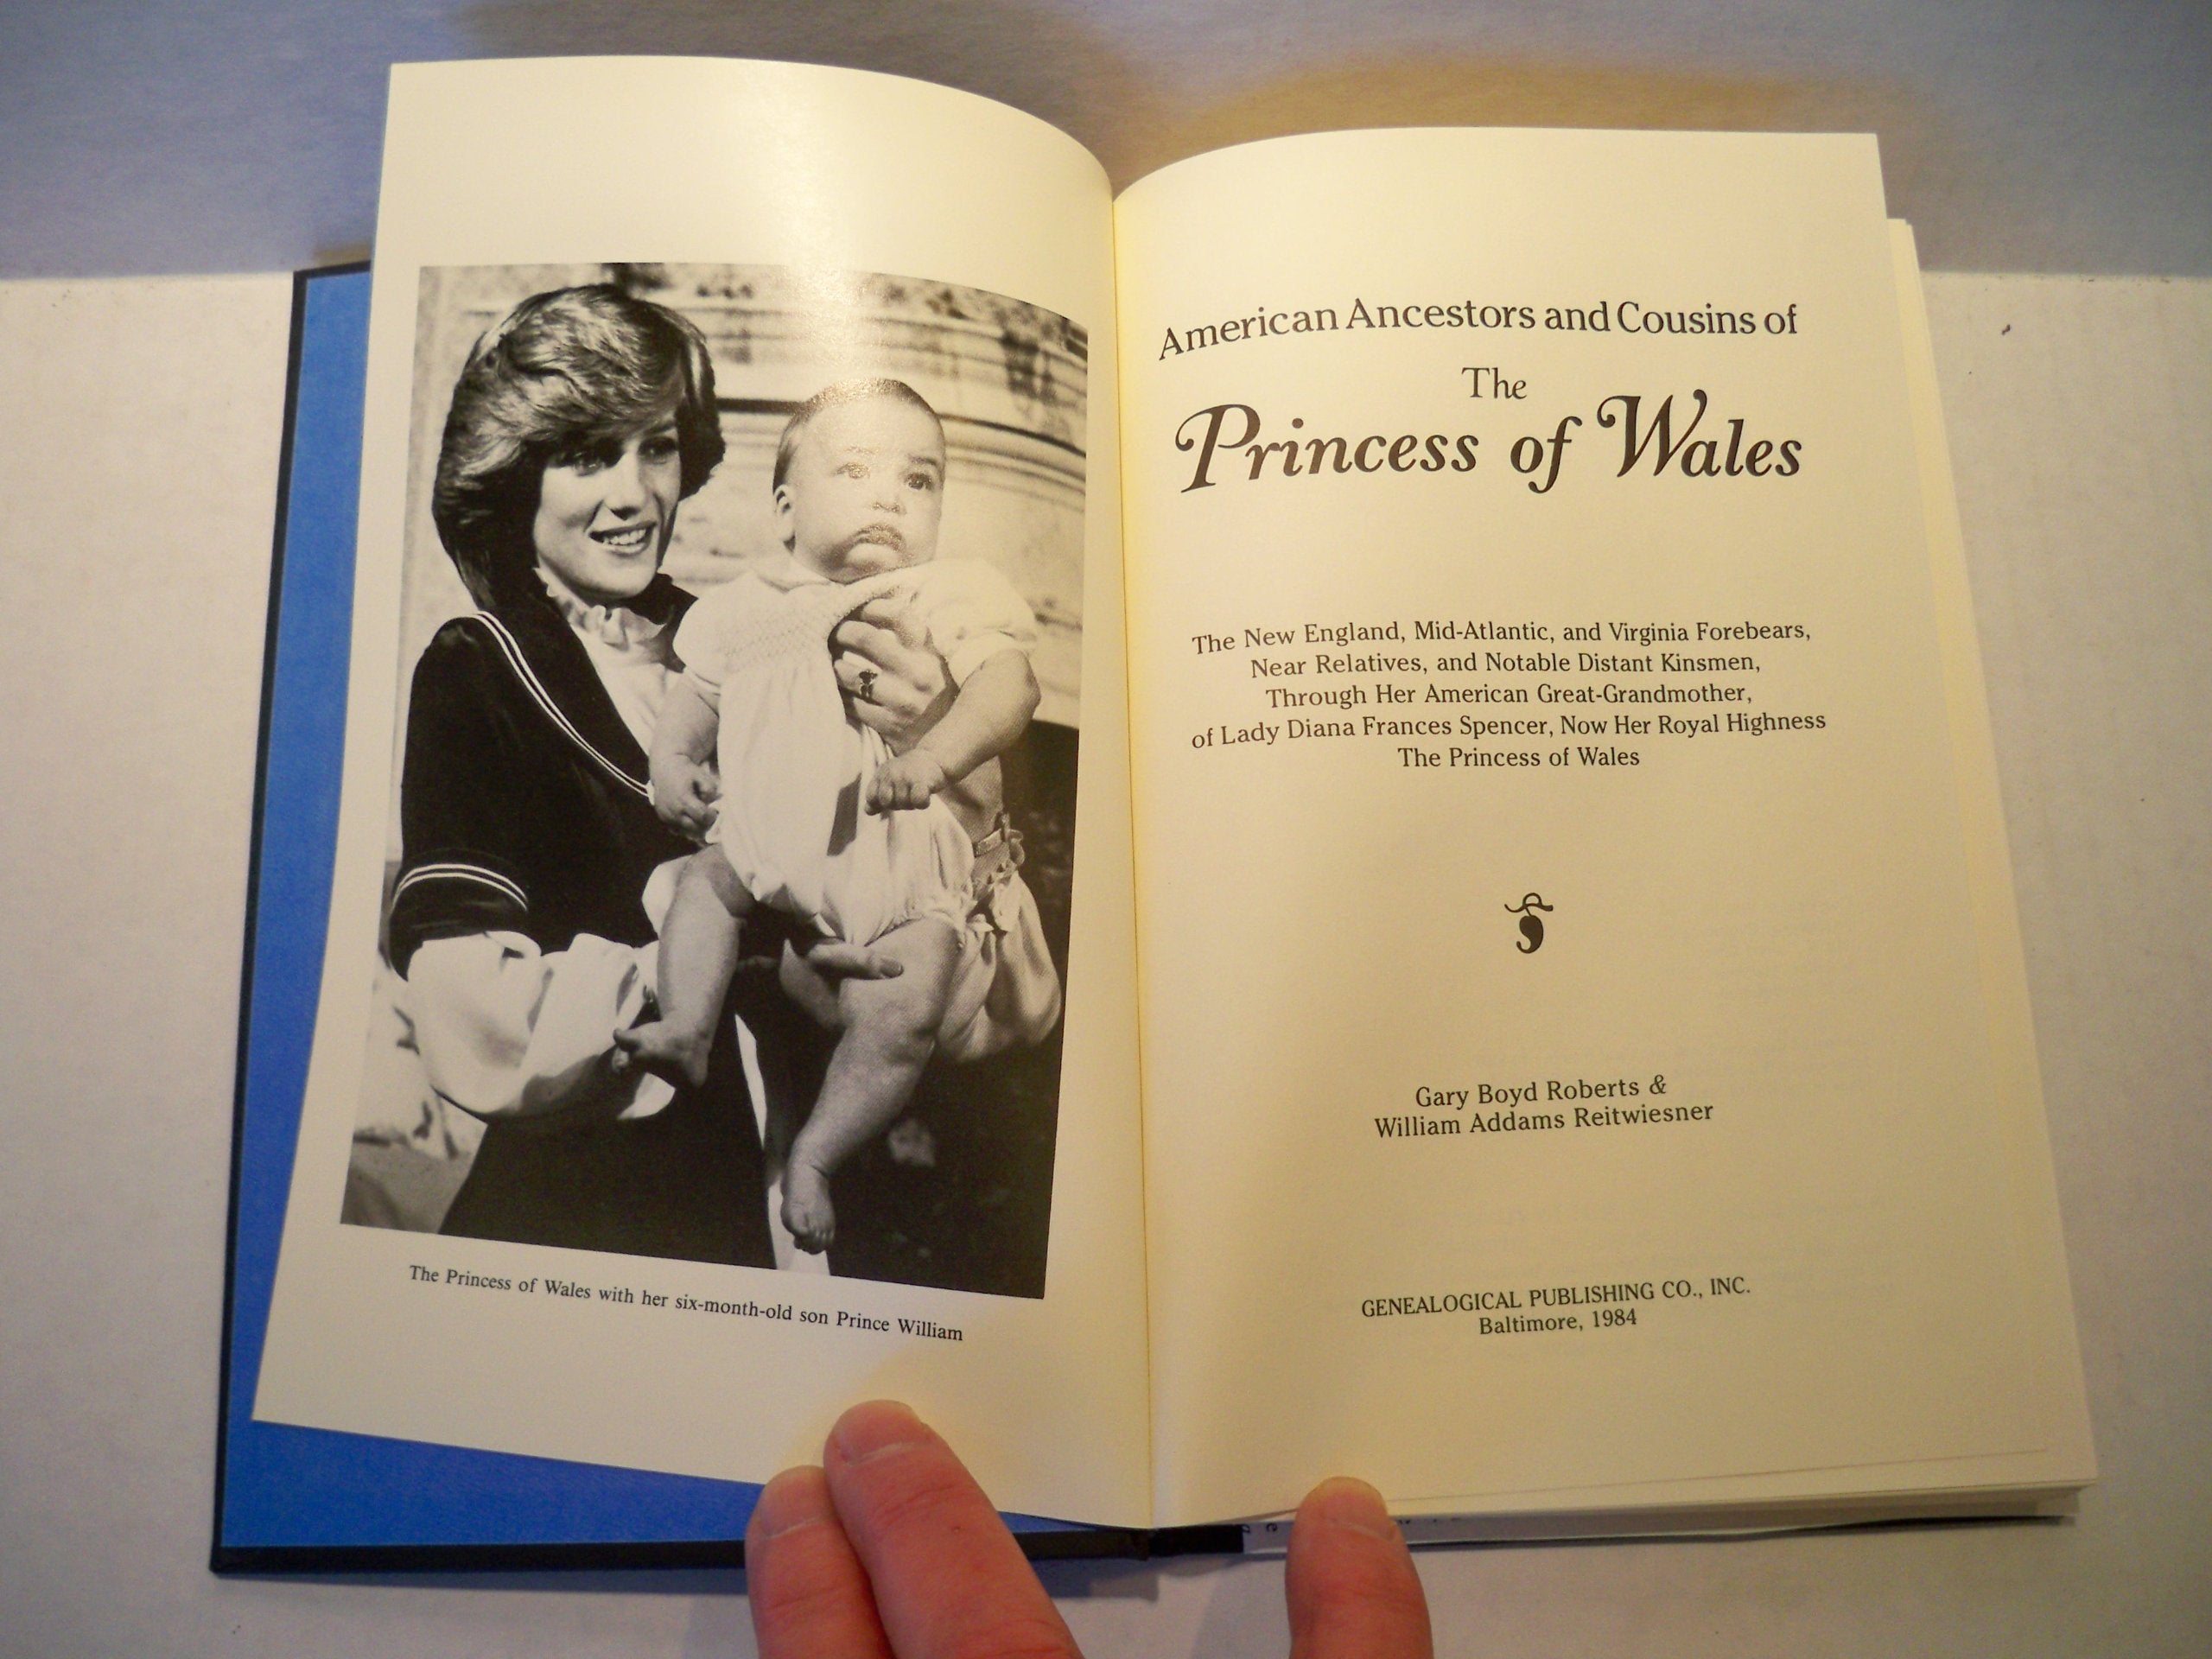 The Princess of Wales with her six-month-old son Prince William
American Ancestors and Cousins of
The
Princess of Wales
The New England, Mid-Atlantic, and Virginia Forebears,
Near Relatives, and Notable Distant Kinsmen,
Through Her American Great-Grandmother,
of Lady Diana Frances Spencer, Now Her Royal Highness
The Princess of Wales
Gary Boyd Roberts &
William Addams Reitwiesner
GENEALOGICAL PUBLISHING CO., INC.
Baltimore, 1984